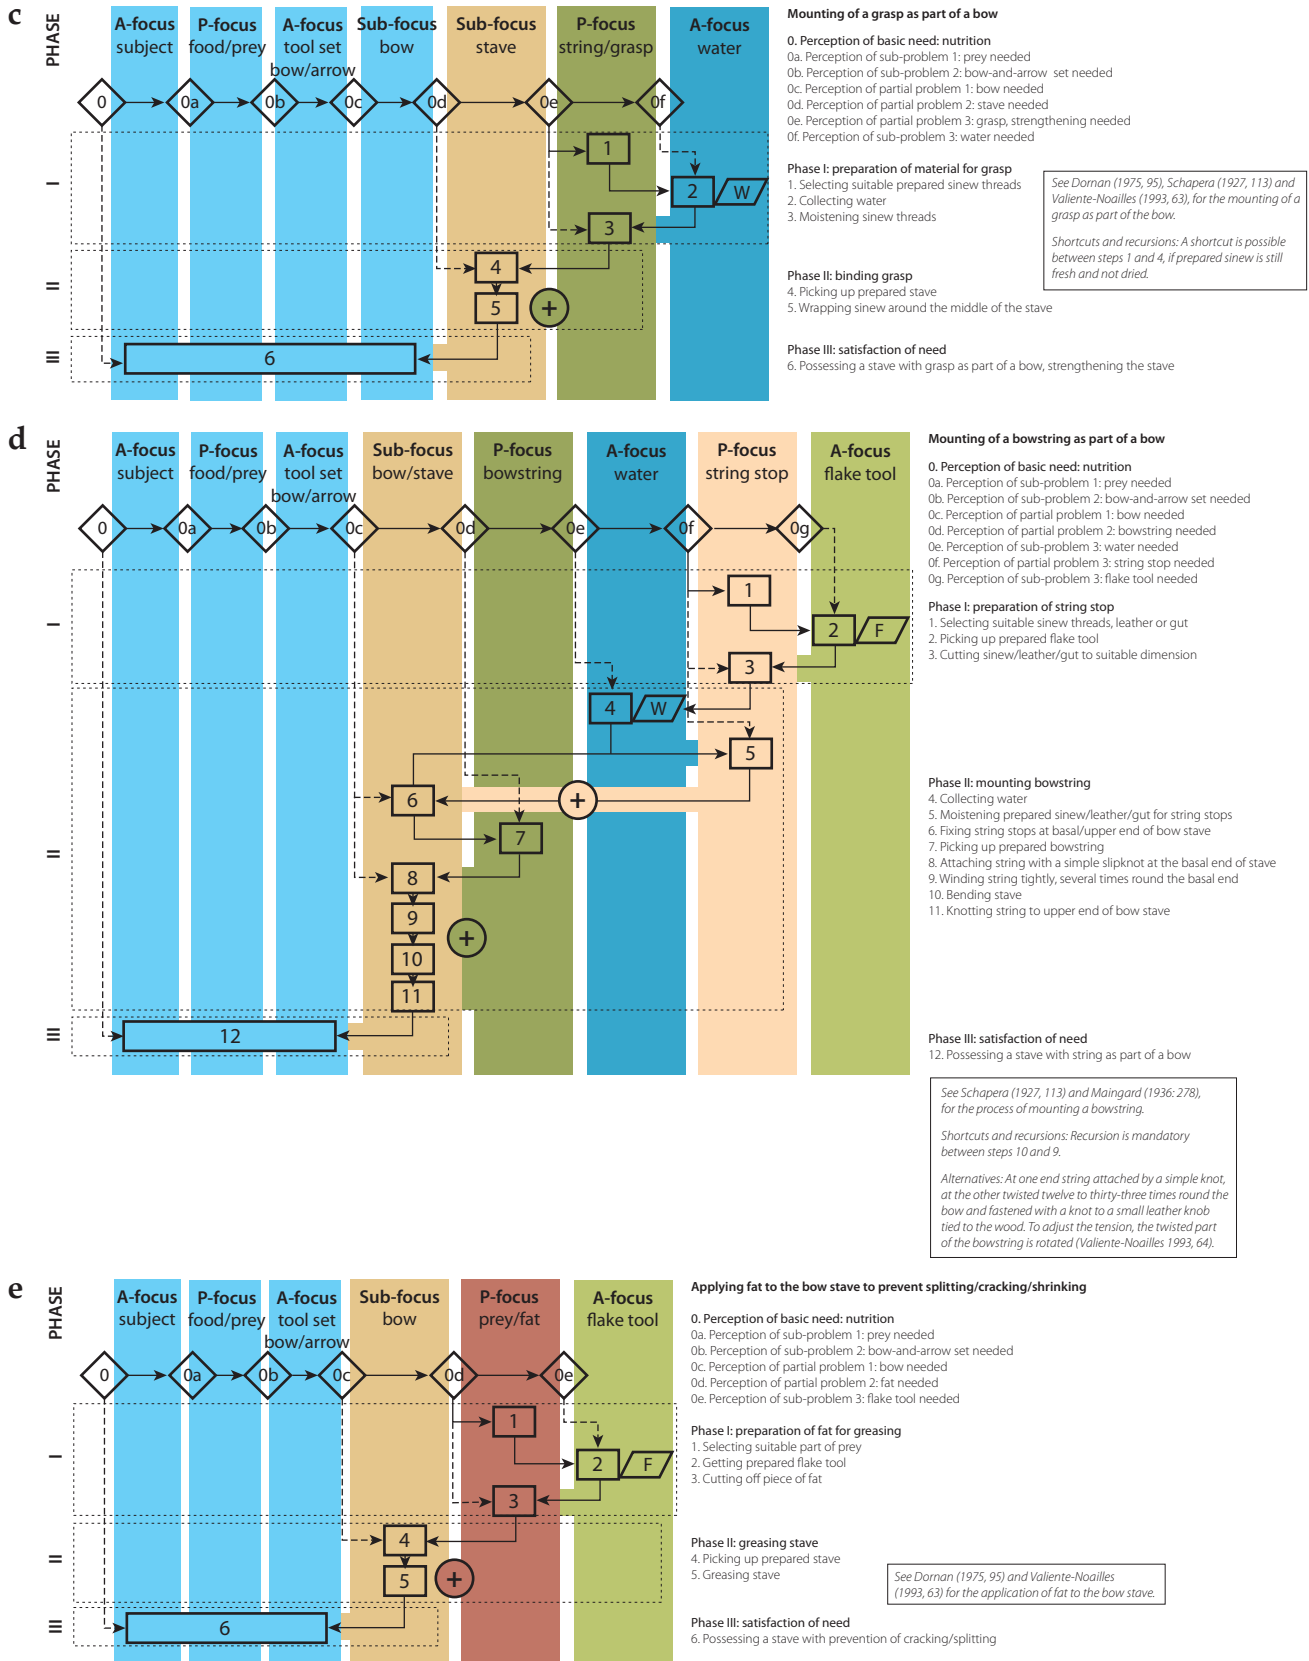 c
PHASE
A-focus
subject
P-focus
food/prey
A-focus
tool set
bow/arrow
Sub-focus
bow
Sub-focus
stave
P-focus
string/grasp
A-focus
water
0
0a
0b
0c
0d
0e
0f
I
1
2
W
3
II
4
5
+
III
6
Mounting of a grasp as part of a bow
0. Perception of basic need: nutrition
0a. Perception of sub-problem 1: prey needed
0b. Perception of sub-problem 2: bow-and-arrow set needed
0c. Perception of partial problem 1: bow needed
0d. Perception of partial problem 2: stave needed
0e. Perception of partial problem 3: grasp, strengthening needed
0f. Perception of sub-problem 3: water needed
Phase I: preparation of material for grasp
1. Selecting suitable prepared sinew threads
2. Collecting water
3. Moistening sinew threads
See Dornan (1975, 95), Schapera (1927, 113) and
Valiente-Noailles (1993, 63), for the mounting of a
grasp as part of the bow.
Shortcuts and recursions: A shortcut is possible
between steps 1 and 4, if prepared sinew is still
fresh and not dried.
Phase II: binding grasp
4. Picking up prepared stave
5. Wrapping sinew around the middle of the stave
Phase III: satisfaction of need
6. Possessing a stave with grasp as part of a bow, strengthening the stave
d
PHASE
A-focus
subject
P-focus
food/prey
A-focus
tool set
bow/arrow
Sub-focus
bow/stave
P-focus
bowstring
A-focus
water
P-focus
string stop
A-focus
flake tool
0
0a
0b
0c
0d
0e
0f
0g
I
1
2
F
3
II
4
W
5
6
+
7
8
9
+
10
11
III
12
Mounting of a bowstring as part of a bow
0. Perception of basic need: nutrition
0a. Perception of sub-problem 1: prey needed
0b. Perception of sub-problem 2: bow-and-arrow set needed
0c. Perception of partial problem 1: bow needed
0d. Perception of partial problem 2: bowstring needed
0e. Perception of sub-problem 3: water needed
0f. Perception of partial problem 3: string stop needed
0g. Perception of sub-problem 3: flake tool needed
Phase I: preparation of string stop
1. Selecting suitable sinew threads, leather or gut
2. Picking up prepared flake tool
3. Cutting sinew/leather/gut to suitable dimension
Phase II: mounting bowstring
4. Collecting water
5. Moistening prepared sinew/leather/gut for string stops
6. Fixing string stops at basal/upper end of bow stave
7. Picking up prepared bowstring
8. Attaching string with a simple slipknot at the basal end of stave
9. Winding string tightly, several times round the basal end
10. Bending stave
11. Knotting string to upper end of bow stave
Phase III: satisfaction of need
12. Possessing a stave with string as part of a bow
See Schapera (1927, 113) and Maingard (1936: 278),
for the process of mounting a bowstring.
Shortcuts and recursions: Recursion is mandatory
between steps 10 and 9.
Alternatives: At one end string attached by a simple knot,
at the other twisted twelve to thirty-three times round the
bow and fastened with a knot to a small leather knob
tied to the wood. To adjust the tension, the twisted part
of the bowstring is rotated (Valiente-Noailles 1993, 64).
e
PHASE
A-focus
subject
P-focus
food/prey
A-focus
tool set
bow/arrow
Sub-focus
bow
P-focus
prey/fat
A-focus
flake tool
0
0a
0b
0c
0d
0e
I
1
2
F
3
II
4
5
+
III
6
Applying fat to the bow stave to prevent splitting/cracking/shrinking
0. Perception of basic need: nutrition
0a. Perception of sub-problem 1: prey needed
0b. Perception of sub-problem 2: bow-and-arrow set needed
0c. Perception of partial problem 1: bow needed
0d. Perception of partial problem 2: fat needed
0e. Perception of sub-problem 3: flake tool needed
Phase I: preparation of fat for greasing
1. Selecting suitable part of prey
2. Getting prepared flake tool
3. Cutting off piece of fat
Phase II: greasing stave
4. Picking up prepared stave
5. Greasing stave
See Dornan (1975, 95) and Valiente-Noailles
(1993, 63) for the application of fat to the bow stave.
Phase III: satisfaction of need
6. Possessing a stave with prevention of cracking/splitting